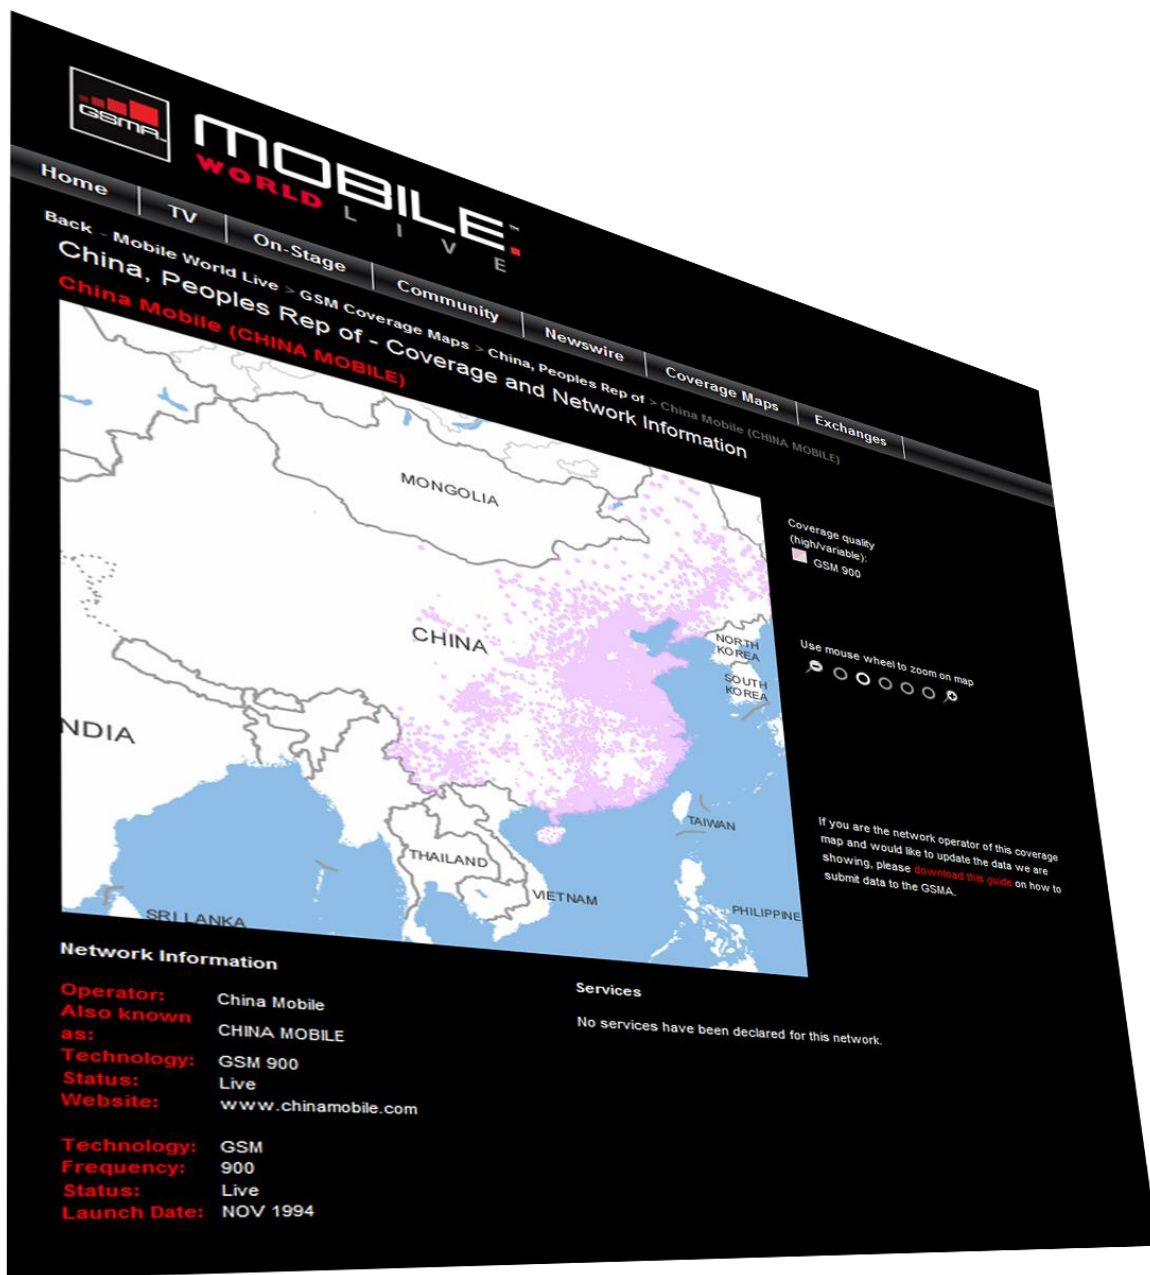 GSMA
MOBILE™
WORLD LIVE
Home TV On-Stage Community Newswire Coverage Maps Exchanges
Back - Mobile World Live > GSM Coverage Maps > China, Peoples Rep of > China Mobile (CHINA MOBILE)
China, Peoples Rep of - Coverage and Network Information
China Mobile (CHINA MOBILE)
MONGOLIA
CHINA
NORTH
KOREA
SOUTH
KOREA
NDIA
TAIWAN
THAILAND
VIETNAM
PHILIPPINE
SRI LANKA
Coverage quality
(high/variable):
GSM 900
Use mouse wheel to zoom on map
If you are the network operator of this coverage
map and would like to update the data we are
showing, please download this guide on how to
submit data to the GSMA.
Network Information
Operator: China Mobile
Also known
as: CHINA MOBILE
Technology: GSM 900
Status: Live
Website: www.chinamobile.com
Technology: GSM
Frequency: 900
Status: Live
Launch Date: NOV 1994
Services
No services have been declared for this network.